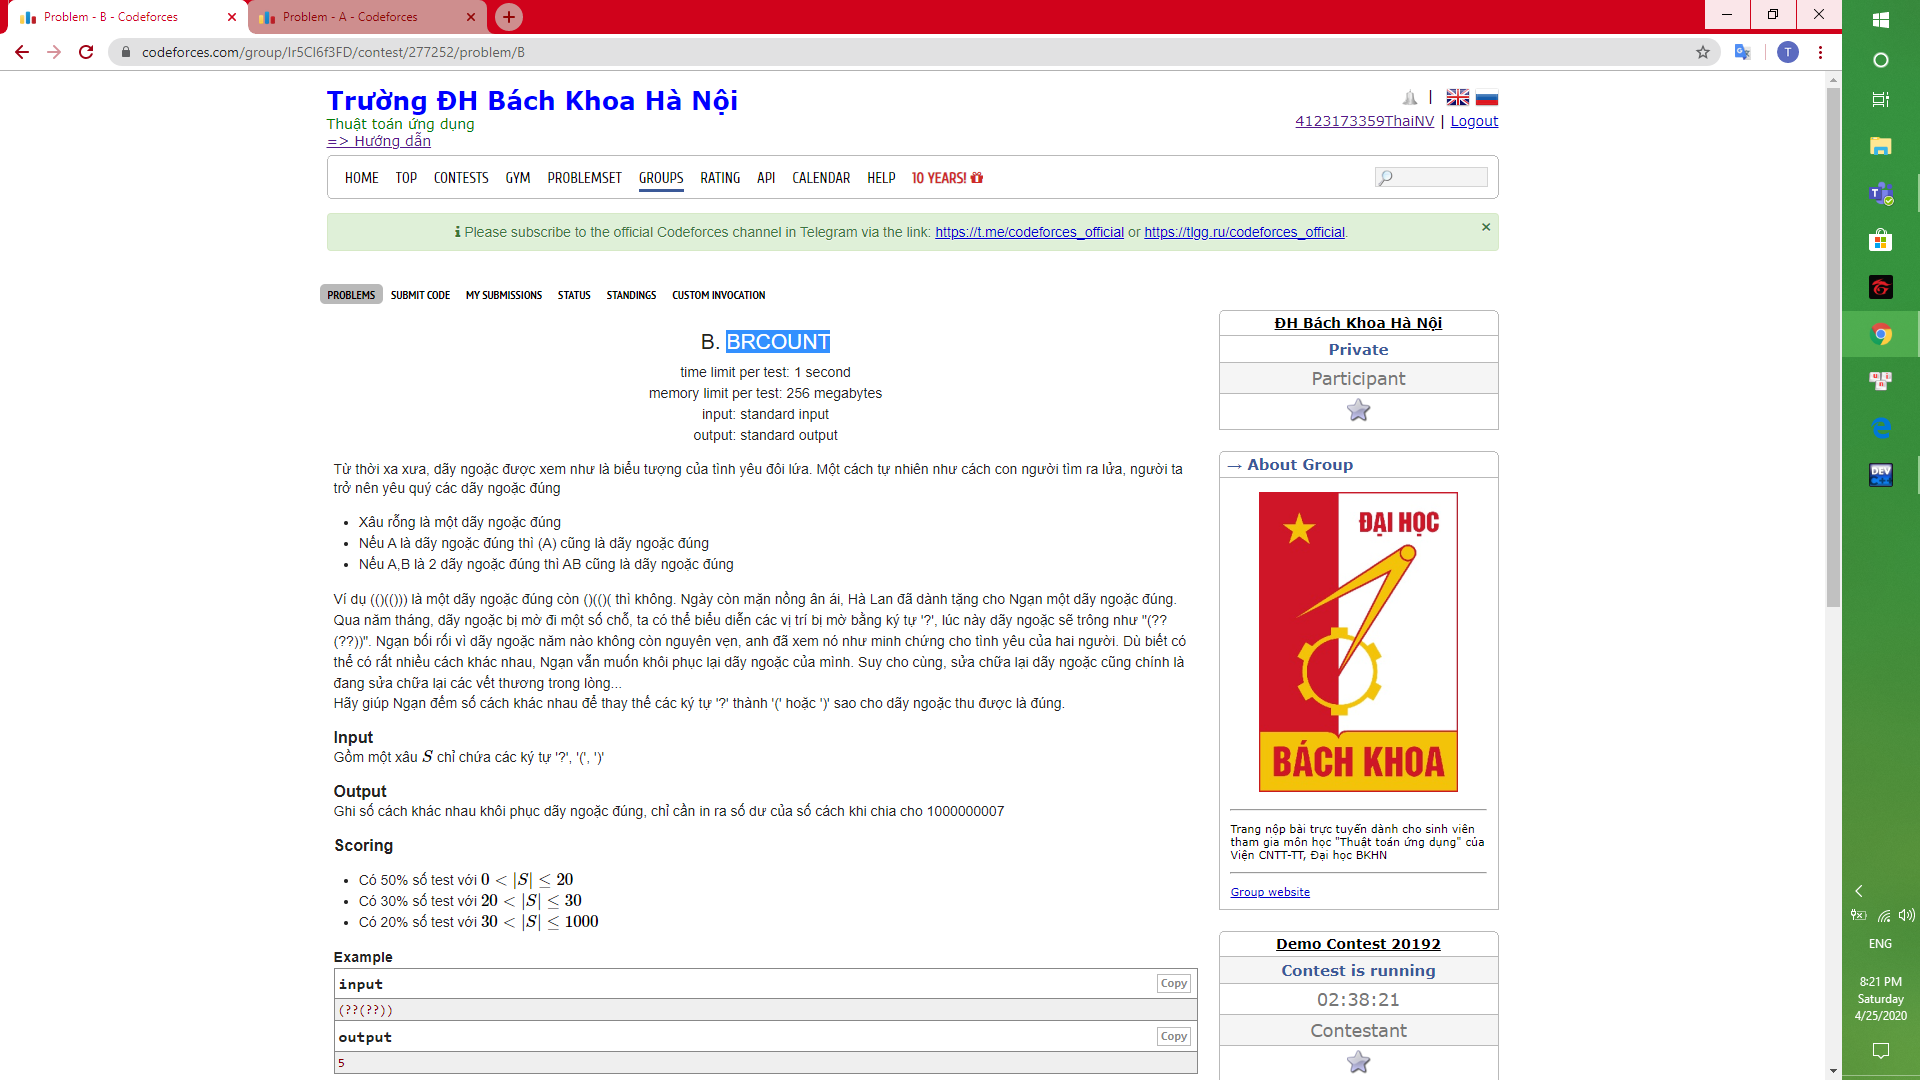 Problem - B - Codeforces
Problem - A - Codeforces
codeforces.com/group/lr5Cl6f3FD/contest/277252/problem/B
T
Trường ĐH Bách Khoa Hà Nội
Thuật toán ứng dụng
=> Hướng dẫn
4123173359ThaiNV | Logout
HOME TOP CONTESTS GYM PROBLEMSET GROUPS RATING API CALENDAR HELP 10 YEARS!
Please subscribe to the official Codeforces channel in Telegram via the link: https://t.me/codeforces_official or https://tlgg.ru/codeforces_official.
PROBLEMS SUBMIT CODE MY SUBMISSIONS STATUS STANDINGS CUSTOM INVOCATION
B. BRCOUNT
time limit per test: 1 second
memory limit per test: 256 megabytes
input: standard input
output: standard output
Từ thời xa xưa, dãy ngoặc được xem như là biểu tượng của tình yêu đôi lứa. Một cách tự nhiên như cách con người tìm ra lửa, người ta
trở nên yêu quý các dãy ngoặc đúng
• Xâu rỗng là một dãy ngoặc đúng
• Nếu A là dãy ngoặc đúng thì (A) cũng là dãy ngoặc đúng
• Nếu A,B là 2 dãy ngoặc đúng thì AB cũng là dãy ngoặc đúng
Ví dụ (()(())) là một dãy ngoặc đúng còn ()(()( thì không. Ngày còn mặn nồng ân ái, Hà Lan đã dành tặng cho Ngạn một dãy ngoặc đúng.
Qua năm tháng, dãy ngoặc bị mờ đi một số chỗ, ta có thể biểu diễn các vị trí bị mờ bằng ký tự '?', lúc này dãy ngoặc sẽ trông như "(??
(??))". Ngạn bối rối vì dãy ngoặc năm nào không còn nguyên vẹn, anh đã xem nó như minh chứng cho tình yêu của hai người. Dù biết có
thể có rất nhiều cách khác nhau, Ngạn vẫn muốn khôi phục lại dãy ngoặc của mình. Suy cho cùng, sửa chữa lại dãy ngoặc cũng chính là
đang sửa chữa lại các vết thương trong lòng...
Hãy giúp Ngạn đếm số cách khác nhau để thay thế các ký tự '?' thành '(' hoặc ')' sao cho dãy ngoặc thu được là đúng.
Input
Gồm một xâu S chỉ chứa các ký tự '?', '(', ')'
Output
Ghi số cách khác nhau khôi phục dãy ngoặc đúng, chỉ cần in ra số dư của số cách khi chia cho 1000000007
Scoring
• Có 50% số test với 0 < |S| ≤ 20
• Có 30% số test với 20 < |S| ≤ 30
• Có 20% số test với 30 < |S| ≤ 1000
Example
input Copy
(??(??))
output Copy
5
ĐH Bách Khoa Hà Nội
Private
Participant
→ About Group
ĐẠI HỌC
BÁCH KHOA
Trang nộp bài trực tuyến dành cho sinh viên
tham gia môn học "Thuật toán ứng dụng" của
Viện CNTT-TT, Đại học BKHN
Group website
Demo Contest 20192
Contest is running
02:38:21
Contestant
DEV
ENG
8:21 PM
Saturday
4/25/2020